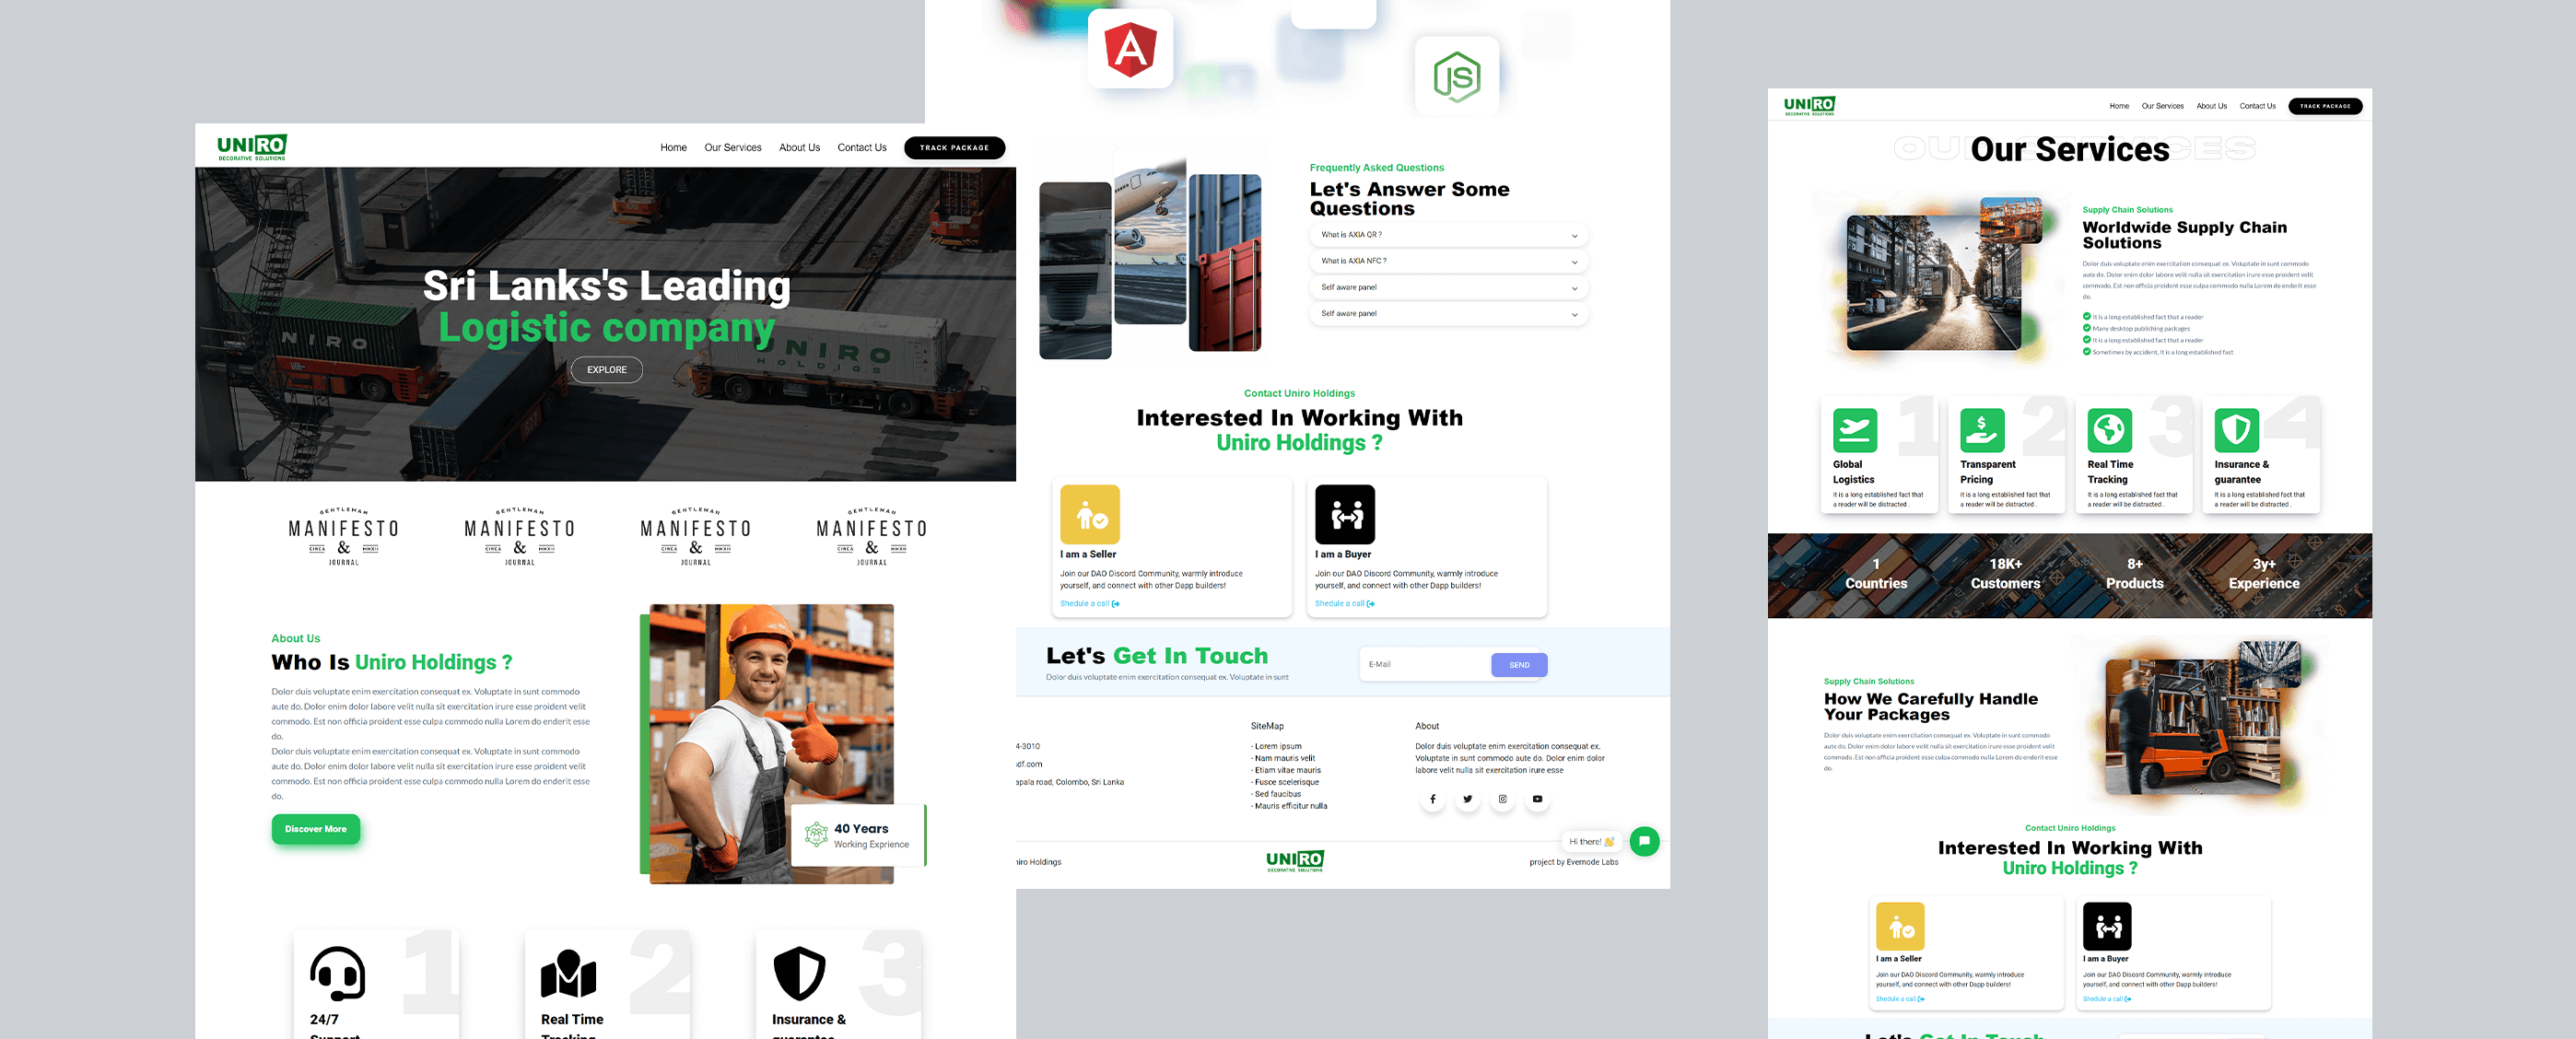 UNIRO
DECORATIVE SOLUTIONS
Home
Our Services
About Us
Contact Us
TRACK PACKAGE
NIRO
UNIRO
HOLDIGS
Sri Lanks's Leading
Logistic company
EXPLORE
GENTLEMAN
MANIFESTO
CIRCA & MMXII
JOURNAL
GENTLEMAN
MANIFESTO
CIRCA & MMXII
JOURNAL
GENTLEMAN
MANIFESTO
CIRCA & MMXII
JOURNAL
GENTLEMAN
MANIFESTO
CIRCA & MMXII
JOURNAL
About Us
Who Is Uniro Holdings ?
Dolor duis voluptate enim exercitation consequat ex. Voluptate in sunt commodo
aute do. Dolor enim dolor labore velit nulla sit exercitation irure esse proident velit
commodo. Est non officia proident esse culpa commodo nulla Lorem do enderit esse
do.
Dolor duis voluptate enim exercitation consequat ex. Voluptate in sunt commodo
aute do. Dolor enim dolor labore velit nulla sit exercitation irure esse proident velit
commodo. Est non officia proident esse culpa commodo nulla Lorem do enderit esse
do.
Discover More
40 Years
Working Exprience
1
24/7
Support
2
Real Time
Tracking
3
Insurance &
guarantee
A
JS
Frequently Asked Questions
Let's Answer Some
Questions
What is AXIA QR ?
What is AXIA NFC ?
Self aware panel
Self aware panel
Contact Uniro Holdings
Interested In Working With
Uniro Holdings ?
I am a Seller
Join our DAO Discord Community, warmly introduce
yourself, and connect with other Dapp builders!
Shedule a call
I am a Buyer
Join our DAO Discord Community, warmly introduce
yourself, and connect with other Dapp builders!
Shedule a call
Let's Get In Touch
Dolor duis voluptate enim exercitation consequat ex. Voluptate in sunt
E-Mail
SEND
4-3010
df.com
apala road, Colombo, Sri Lanka
SiteMap
- Lorem ipsum
- Nam mauris velit
- Etiam vitae mauris
- Fusce scelerisque
- Sed faucibus
- Mauris efficitur nulla
About
Dolor duis voluptate enim exercitation consequat ex.
Voluptate in sunt commodo aute do. Dolor enim dolor
labore velit nulla sit exercitation irure esse
Hi there! 👋
niro Holdings
UNIRO
DECORATIVE SOLUTIONS
project by Evernode Labs
UNIRO
DECORATIVE SOLUTIONS
Home
Our Services
About Us
Contact Us
TRACK PACKAGE
OUR SERVICES
Our Services
Supply Chain Solutions
Worldwide Supply Chain
Solutions
Dolor duis voluptate enim exercitation consequat ex. Voluptate in sunt commodo
aute do. Dolor enim dolor labore velit nulla sit exercitation irure esse proident velit
commodo. Est non officia proident esse culpa commodo nulla Lorem do enderit esse
do.
It is a long established fact that a reader
Many desktop publishing packages
It is a long established fact that a reader
Sometimes by accident, It is a long established fact
1
Global
Logistics
It is a long established fact that
a reader will be distracted .
2
Transparent
Pricing
It is a long established fact that
a reader will be distracted .
3
Real Time
Tracking
It is a long established fact that
a reader will be distracted .
4
Insurance &
guarantee
It is a long established fact that
a reader will be distracted .
1
Countries
18K+
Customers
8+
Products
3y+
Experience
Supply Chain Solutions
How We Carefully Handle
Your Packages
Dolor duis voluptate enim exercitation consequat ex. Voluptate in sunt commodo
aute do. Dolor enim dolor labore velit nulla sit exercitation irure esse proident velit
commodo. Est non officia proident esse culpa commodo nulla Lorem do enderit esse
do.
Contact Uniro Holdings
Interested In Working With
Uniro Holdings ?
I am a Seller
Join our DAO Discord Community, warmly introduce
yourself, and connect with other Dapp builders!
Shedule a call
I am a Buyer
Join our DAO Discord Community, warmly introduce
yourself, and connect with other Dapp builders!
Shedule a call
Let's Get In Touch